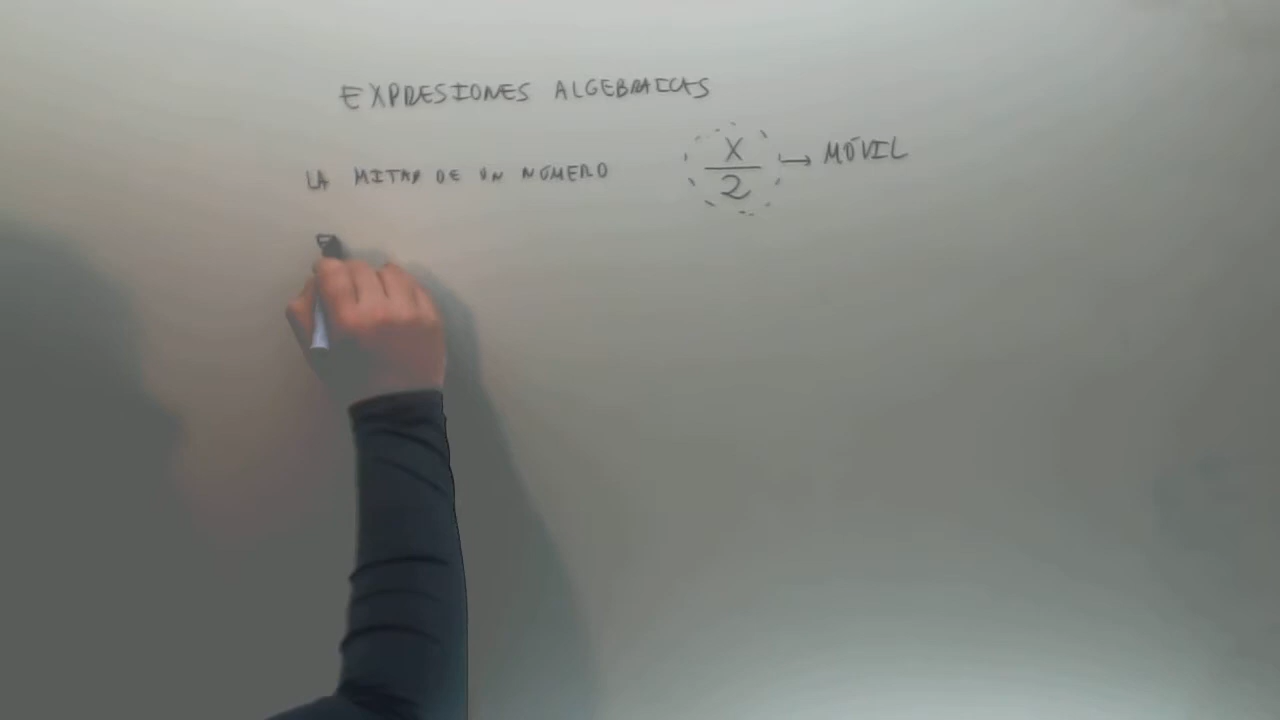 EXPRESIONES ALGEBRAICAS
LA MITAD DE UN NÚMERO
X
2
→ MÓVIL